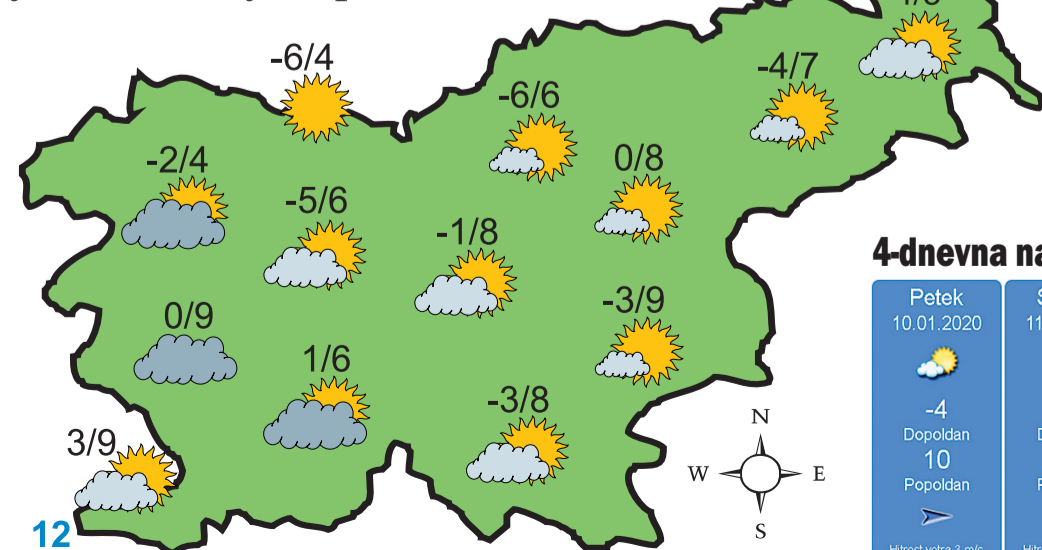 -6/4
-4/7
-6/6
-2/4
0/8
-5/6
-1/8
-3/9
0/9
1/6
-3/8
3/9
12
N
W E
S
4-dnevna
Petek
10.01.2020
-4
Dopoldan
10
Popoldan